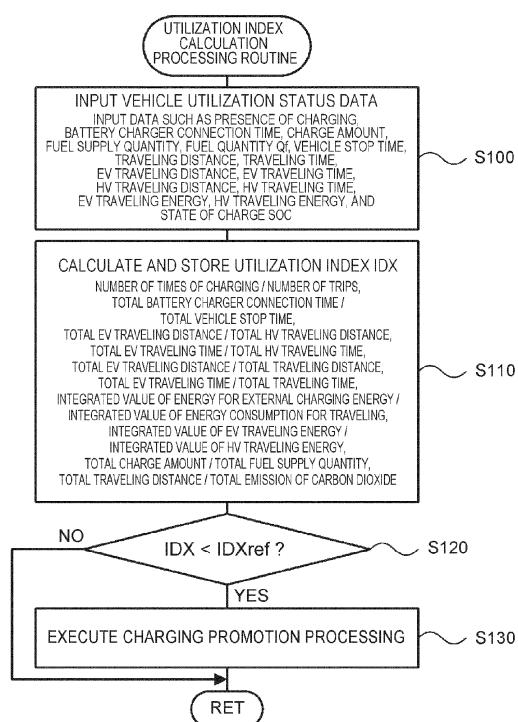 UTILIZATION INDEX
CALCULATION
PROCESSING ROUTINE
INPUT VEHICLE UTILIZATION STATUS DATA
INPUT DATA SUCH AS PRESENCE OF CHARGING,
BATTERY CHARGER CONNECTION TIME, CHARGE AMOUNT,
FUEL SUPPLY QUANTITY, FUEL QUANTITY Qf, VEHICLE STOP TIME,
TRAVELING DISTANCE, TRAVELING TIME,
EV TRAVELING DISTANCE, EV TRAVELING TIME,
HV TRAVELING DISTANCE, HV TRAVELING TIME,
EV TRAVELING ENERGY, HV TRAVELING ENERGY, AND
STATE OF CHARGE SOC
S100
CALCULATE AND STORE UTILIZATION INDEX IDX
NUMBER OF TIMES OF CHARGING / NUMBER OF TRIPS,
TOTAL BATTERY CHARGER CONNECTION TIME /
TOTAL VEHICLE STOP TIME,
TOTAL EV TRAVELING DISTANCE / TOTAL HV TRAVELING DISTANCE,
TOTAL EV TRAVELING TIME / TOTAL HV TRAVELING TIME,
TOTAL EV TRAVELING DISTANCE / TOTAL TRAVELING DISTANCE,
TOTAL EV TRAVELING TIME / TOTAL TRAVELING TIME,
INTEGRATED VALUE OF ENERGY FOR EXTERNAL CHARGING ENERGY /
INTEGRATED VALUE OF ENERGY CONSUMPTION FOR TRAVELING,
INTEGRATED VALUE OF EV TRAVELING ENERGY /
INTEGRATED VALUE OF HV TRAVELING ENERGY,
TOTAL CHARGE AMOUNT / TOTAL FUEL SUPPLY QUANTITY,
TOTAL TRAVELING DISTANCE / TOTAL EMISSION OF CARBON DIOXIDE
S110
NO
IDX < IDXref ?
S120
YES
EXECUTE CHARGING PROMOTION PROCESSING
S130
RET